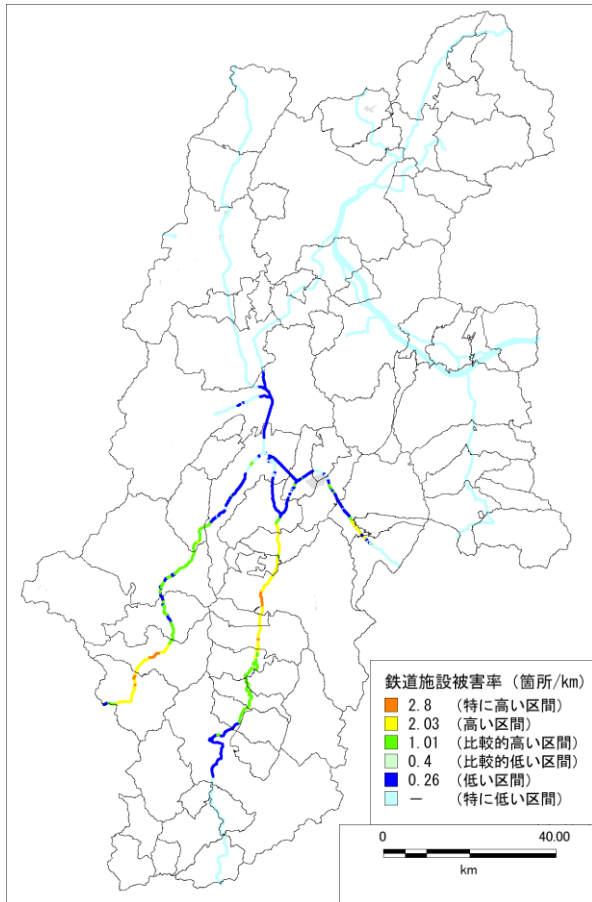 鉄道施設被害率 (箇所/km)
2.8 (特に高い区間)
2.03 (高い区間)
1.01 (比較的高い区間)
0.4 (比較的低い区間)
0.26 (低い区間)
― (特に低い区間)
0 40.00
km